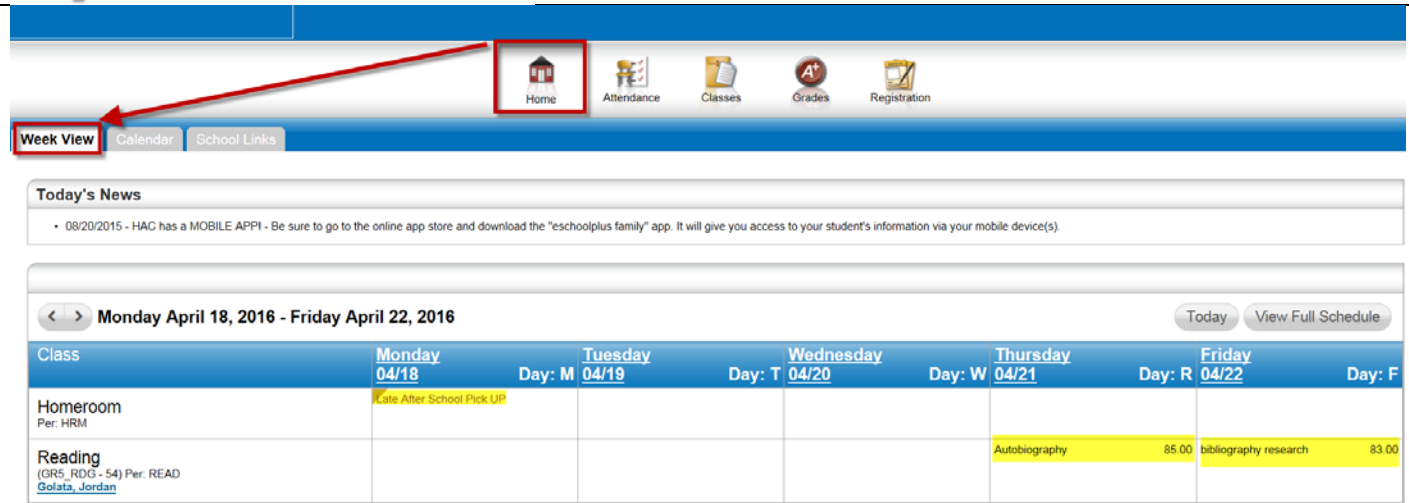 Home Attendance Classes Grades Registration
Week View Calendar School Links
Today's News
• 08/20/2015 - HAC has a MOBILE APP! - Be sure to go to the online app store and download the "eschoolplus family" app. It will give you access to your student's information via your mobile device(s).
< > Monday April 18, 2016 - Friday April 22, 2016 Today View Full Schedule
Class Monday Tuesday Wednesday Thursday Friday
04/18 Day: M 04/19 Day: T 04/20 Day: W 04/21 Day: R 04/22 Day: F
Late After School Pick UP
Homeroom
Per: HRM
Autobiography 85.00 bibliography research 83.00
Reading
(GR5_RDG - 54) Per: READ
Golata, Jordan